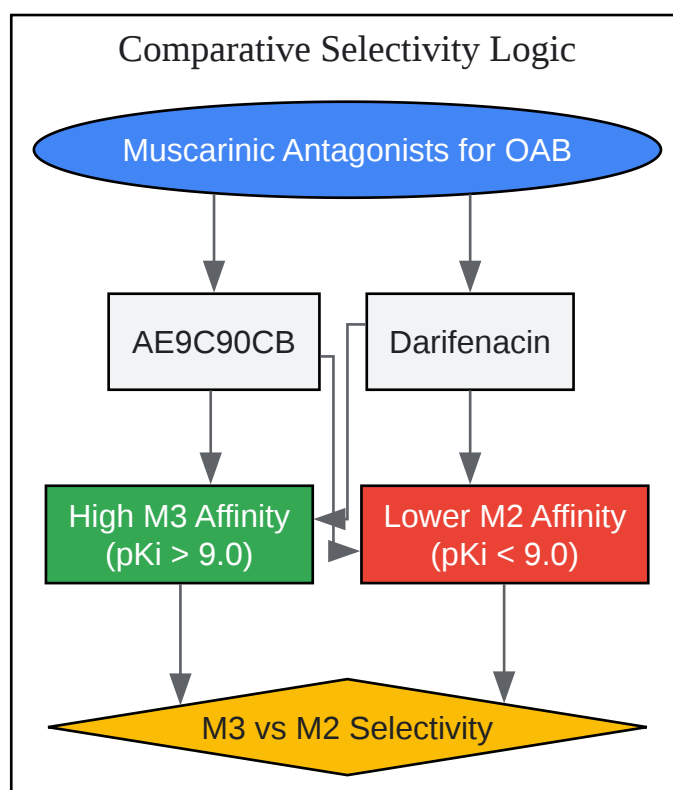 Comparative Selectivity Logic
Muscarinic Antagonists for OAB
AE9C90CB
Darifenacin
High M3 Affinity
(pKi > 9.0)
Lower M2 Affinity
(pKi < 9.0)
M3 vs M2 Selectivity